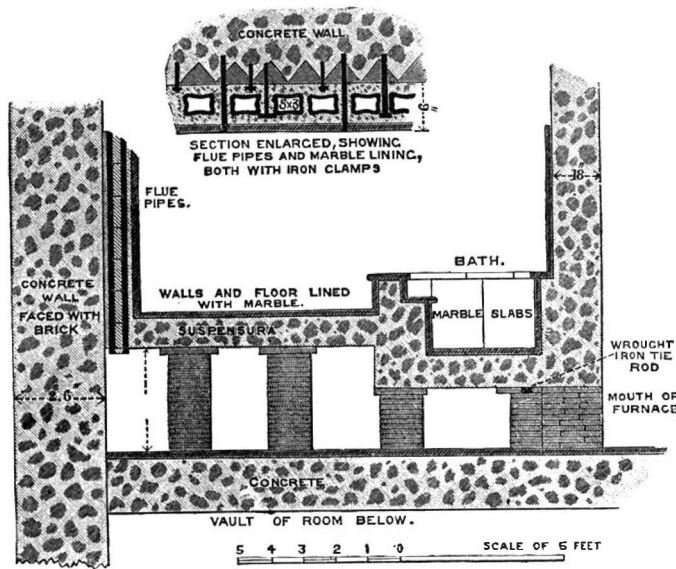 CONCRETE WALL
3X3
6"
SECTION ENLARGED, SHOWING
FLUE PIPES AND MARBLE LINING,
BOTH WITH IRON CLAMPS
FLUE
PIPES.
18"
BATH.
CONCRETE
WALL
FACED WITH
BRICK
WALLS AND FLOOR LINED
WITH MARBLE.
MARBLE SLABS
SUSPENSURA
WROUGHT
IRON TIE
ROD
2.6"
MOUTH OF
FURNACE
CONCRETE
VAULT OF ROOM BELOW.
5 4 3 2 1 0 SCALE OF 5 FEET